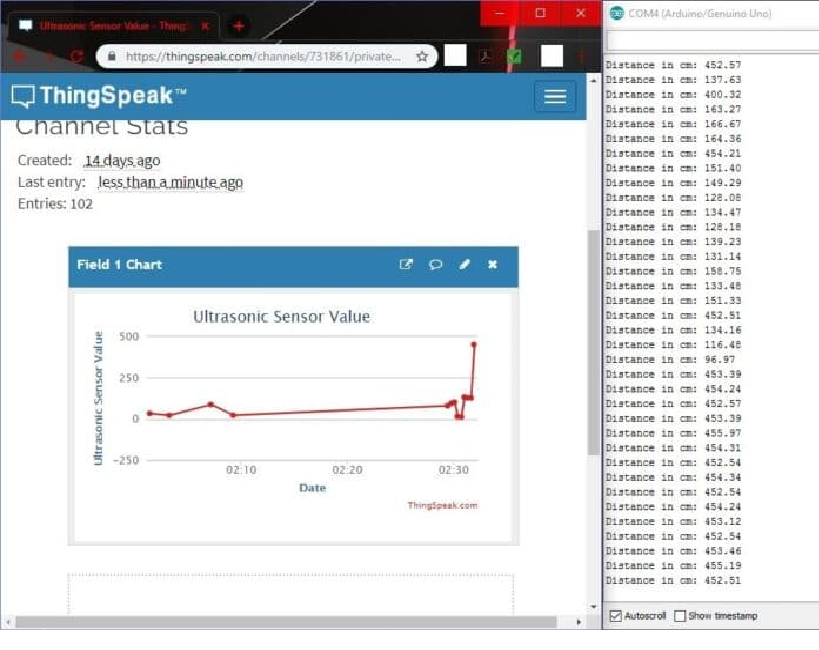 Ultrasonic Sensor Value - Thing
https://thingspeak.com/channels/731861/private...
ThingSpeak™
Channel Stats
Created: 14 days ago
Last entry: less than a minute ago
Entries: 102
Field 1 Chart
Ultrasonic Sensor Value
Ultrasonic Sensor Value
500
250
0
-250
02:10 02:20 02:30
Date
ThingSpeak.com
COM4 (Arduino/Genuino Uno)
Distance in cm: 452.57
Distance in cm: 137.63
Distance in cm: 400.32
Distance in cm: 163.27
Distance in cm: 166.67
Distance in cm: 164.36
Distance in cm: 454.21
Distance in cm: 151.40
Distance in cm: 149.29
Distance in cm: 128.08
Distance in cm: 134.47
Distance in cm: 128.18
Distance in cm: 139.23
Distance in cm: 131.14
Distance in cm: 158.75
Distance in cm: 133.48
Distance in cm: 151.33
Distance in cm: 452.51
Distance in cm: 134.16
Distance in cm: 116.48
Distance in cm: 96.97
Distance in cm: 453.39
Distance in cm: 454.24
Distance in cm: 452.57
Distance in cm: 453.39
Distance in cm: 455.97
Distance in cm: 454.31
Distance in cm: 452.54
Distance in cm: 454.34
Distance in cm: 452.54
Distance in cm: 454.24
Distance in cm: 453.12
Distance in cm: 452.54
Distance in cm: 453.46
Distance in cm: 455.19
Distance in cm: 452.51
Autoscroll Show timestamp